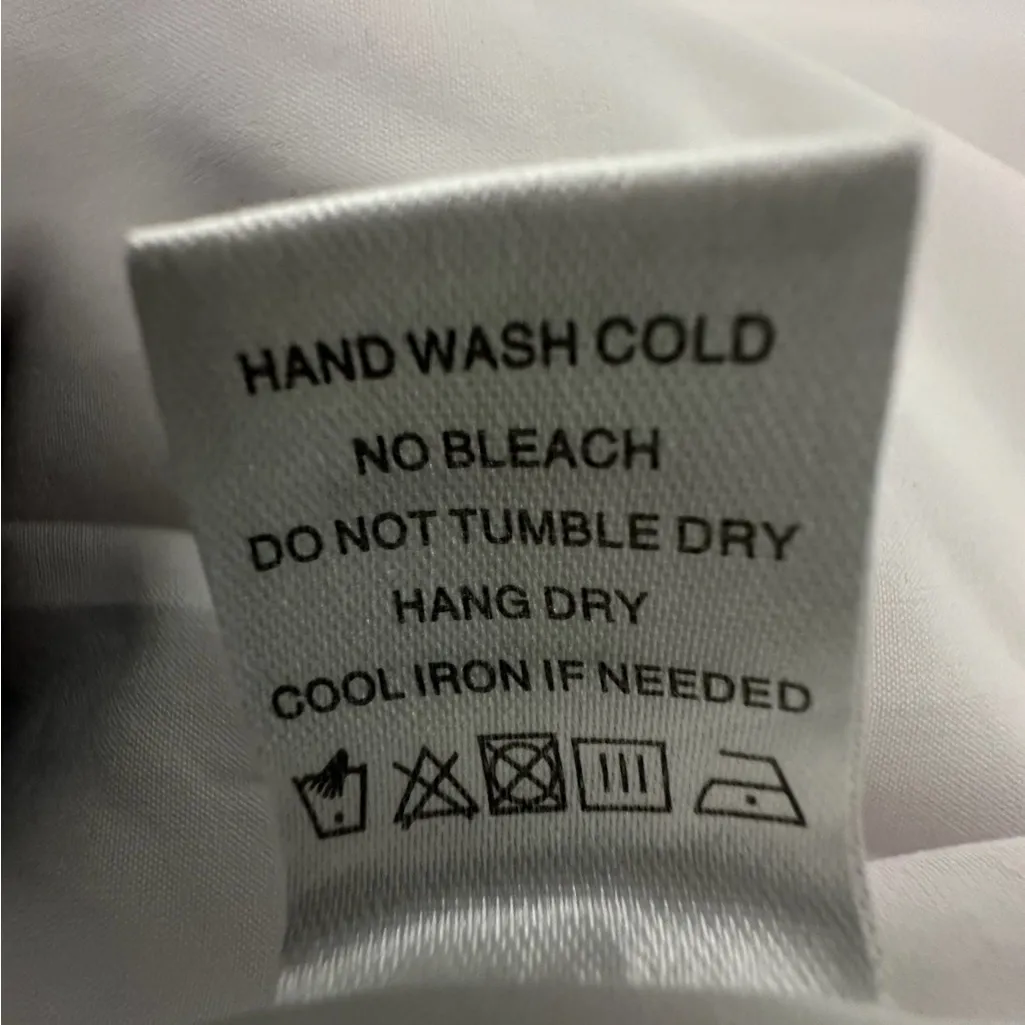 HAND WASH COLD
NO BLEACH
DO NOT TUMBLE DRY
HANG DRY
COOL IRON IF NEEDED